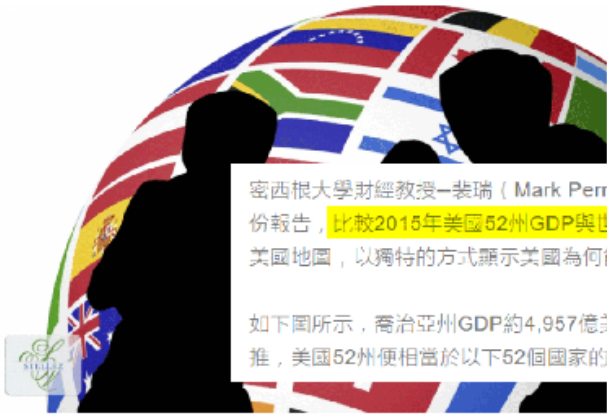 密西根大學財經教授─裴瑞（Mark Perr
份報告，比較2015年美國52州GDP與世
美國地圖，以獨特的方式顯示美國為何
如下圖所示，喬治亞州GDP約4,957億美
推，美國52州便相當於以下52個國家的
STELLEZ